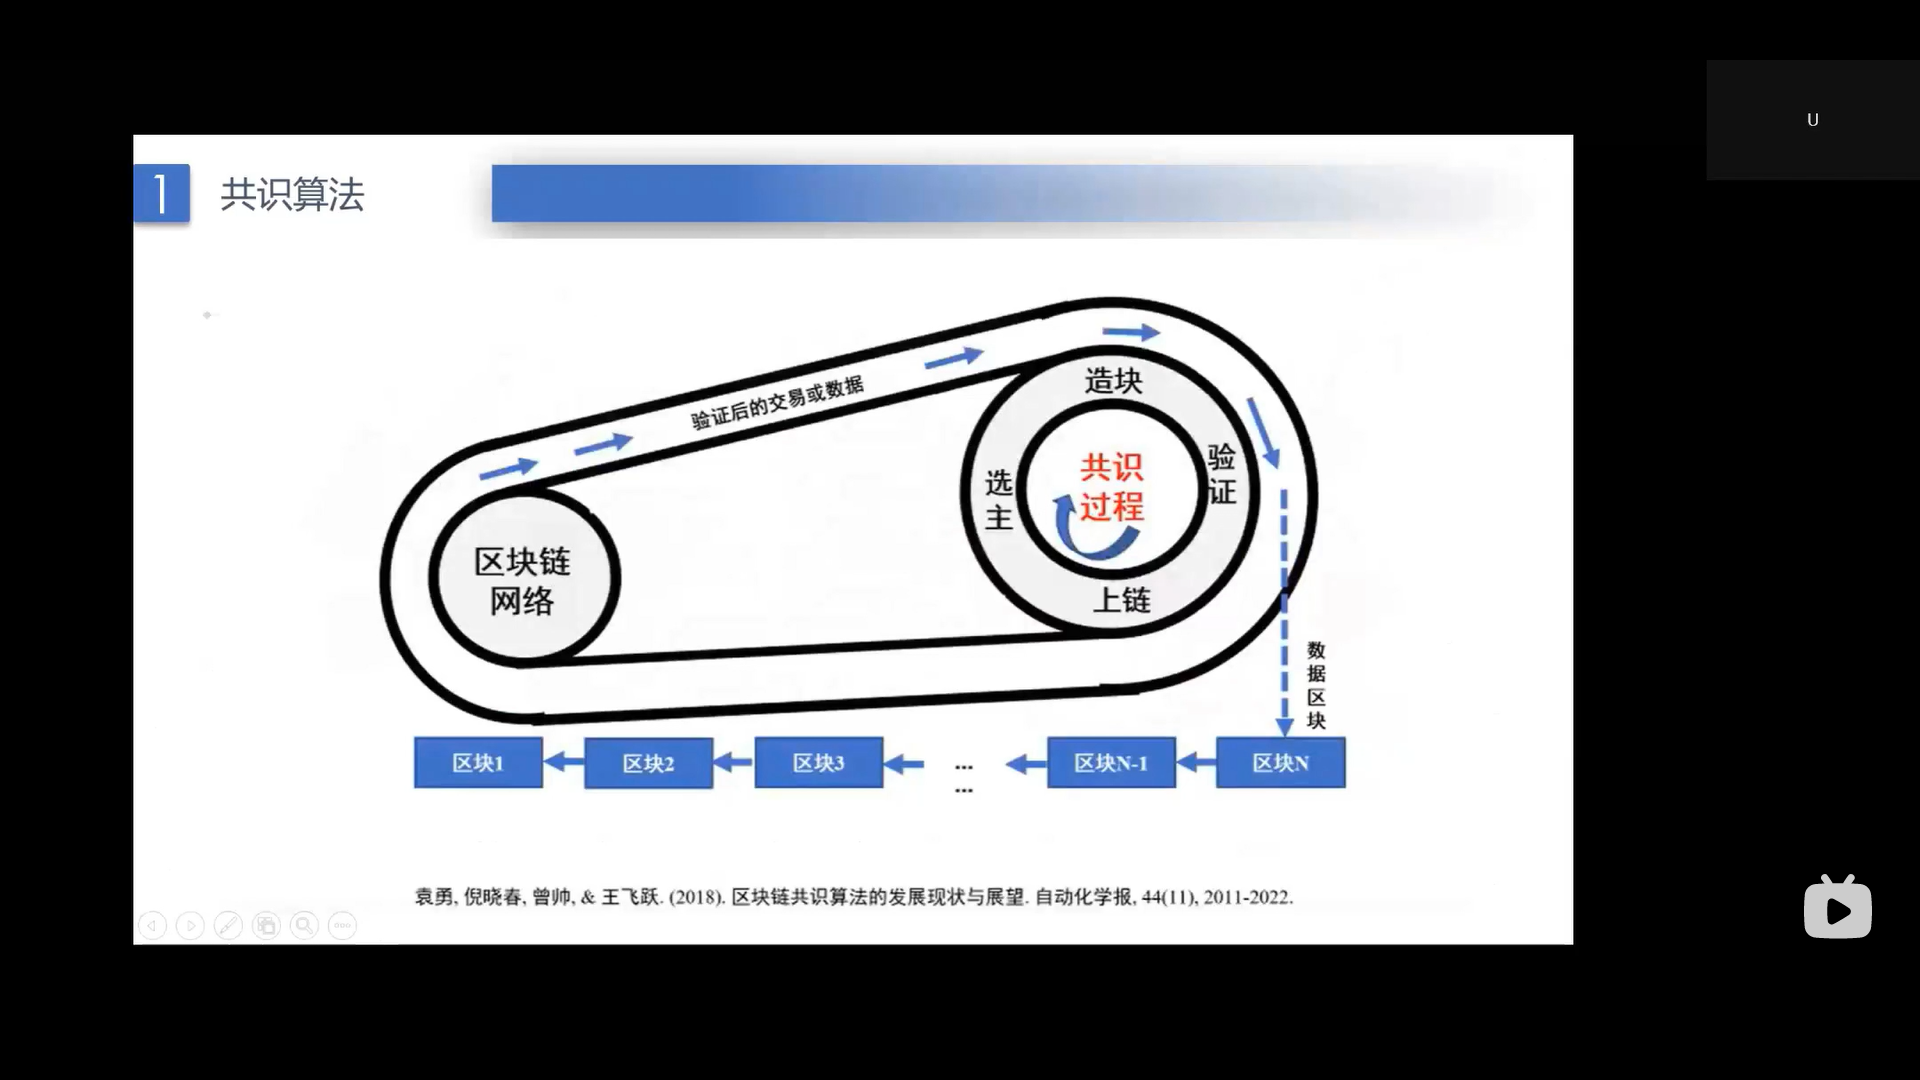 U
1
共识算法
验证后的交易或数据
造块
验
证
选
主
共识
过程
上链
区块链
网络
数
据
区
块
区块1
区块2
区块3
...
...
区块N-1
区块N
袁勇, 倪晓春, 曾帅, & 王飞跃. (2018). 区块链共识算法的发展现状与展望. 自动化学报, 44(11), 2011-2022.